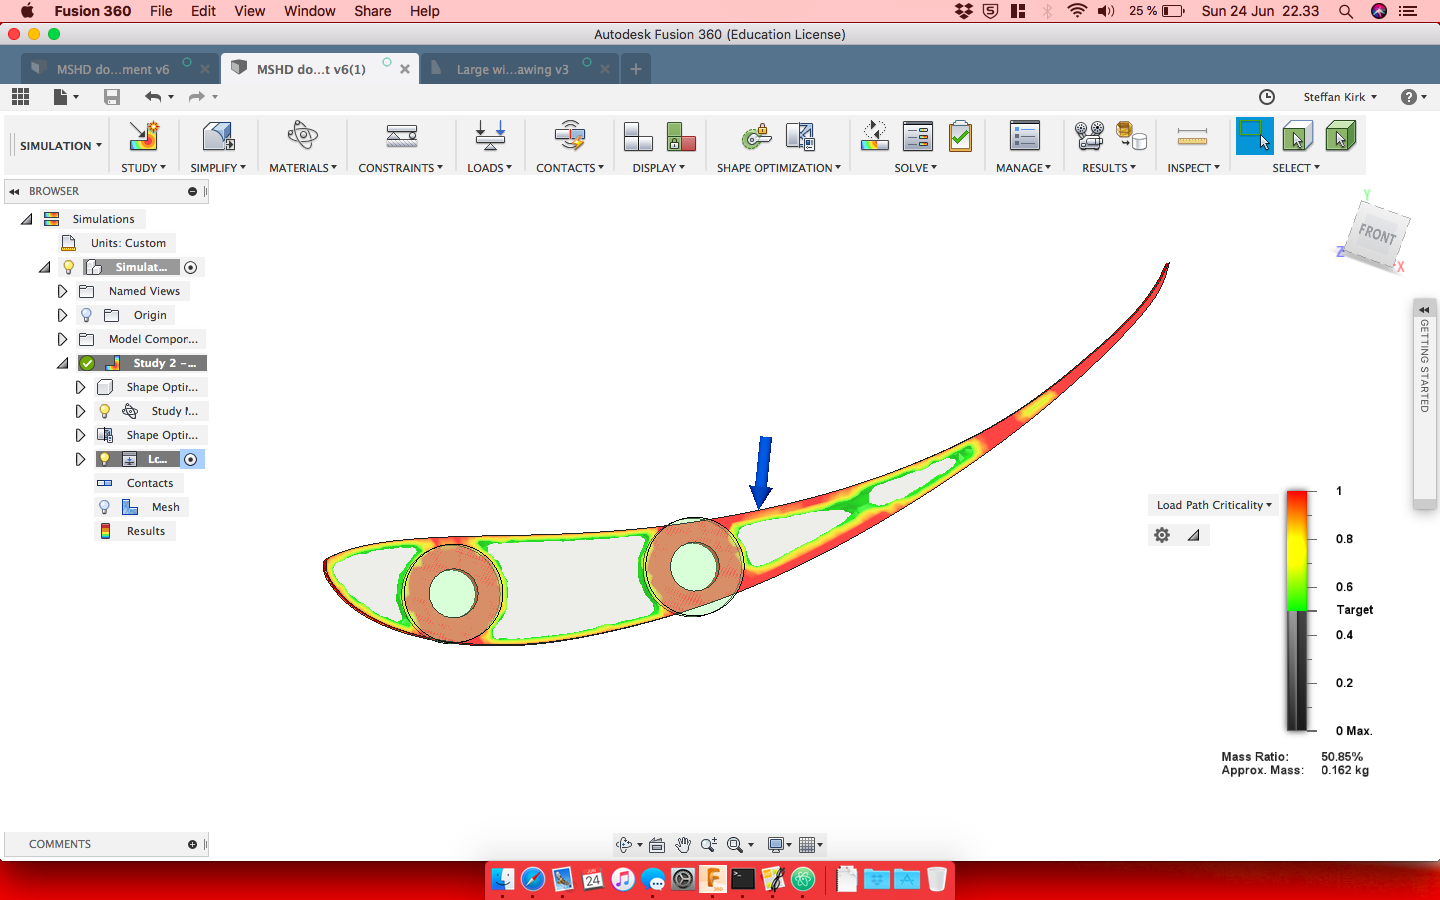 Fusion 360 File Edit View Window Share Help 25 % Sun 24 Jun 22.33
Autodesk Fusion 360 (Education License)
MSHD do...ment v6 MSHD do...t v6(1) Large wi...awing v3
Steffan Kirk
SIMULATION
STUDY SIMPLIFY MATERIALS CONSTRAINTS LOADS CONTACTS DISPLAY SHAPE OPTIMIZATION SOLVE MANAGE RESULTS INSPECT SELECT
BROWSER
Simulations
Units: Custom
Simulat...
Named Views
Origin
Model Compor...
Study 2 -...
Shape Optir...
Study M...
Shape Optir...
Lc...
Contacts
Mesh
Results
Y
FRONT
Z
X
GETTING STARTED
Load Path Criticality
1
0.8
0.6
Target
0.4
0.2
0 Max.
Mass Ratio: 50.85%
Approx. Mass: 0.162 kg
COMMENTS
JUN
24
F
360